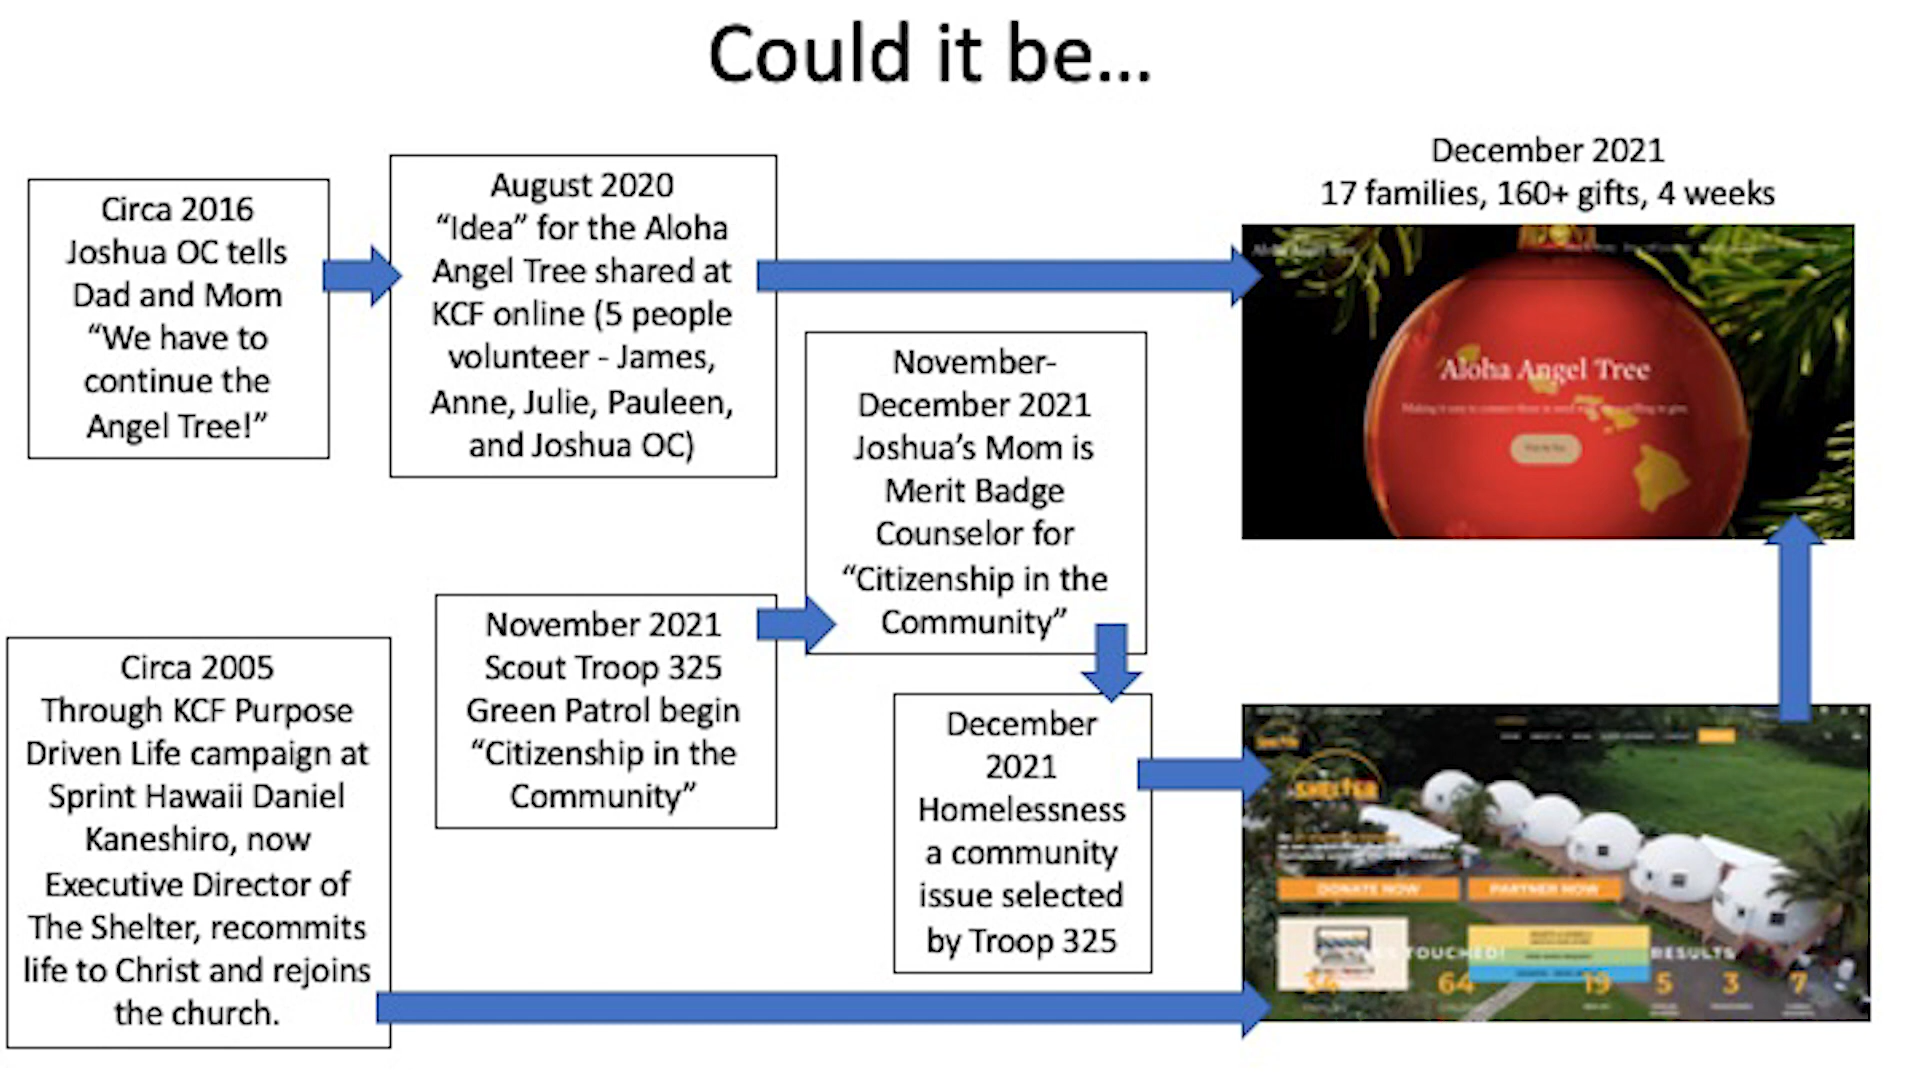 Could it be...
Circa 2016
Joshua OC tells
Dad and Mom
“We have to
continue the
Angel Tree!”
August 2020
“Idea” for the Aloha
Angel Tree shared at
KCF online (5 people
volunteer - James,
Anne, Julie, Pauleen,
and Joshua OC)
November-
December 2021
Joshua’s Mom is
Merit Badge
Counselor for
“Citizenship in the
Community”
December 2021
17 families, 160+ gifts, 4 weeks
Aloha Angel Tree
Circa 2005
Through KCF Purpose
Driven Life campaign at
Sprint Hawaii Daniel
Kaneshiro, now
Executive Director of
The Shelter, recommits
life to Christ and rejoins
the church.
November 2021
Scout Troop 325
Green Patrol begin
“Citizenship in the
Community”
December
2021
Homelessness
a community
issue selected
by Troop 325
SHELTER
DONATE NOW
PARTNER NOW
TOUCHED!
RESULTS
64
19
5
3
7